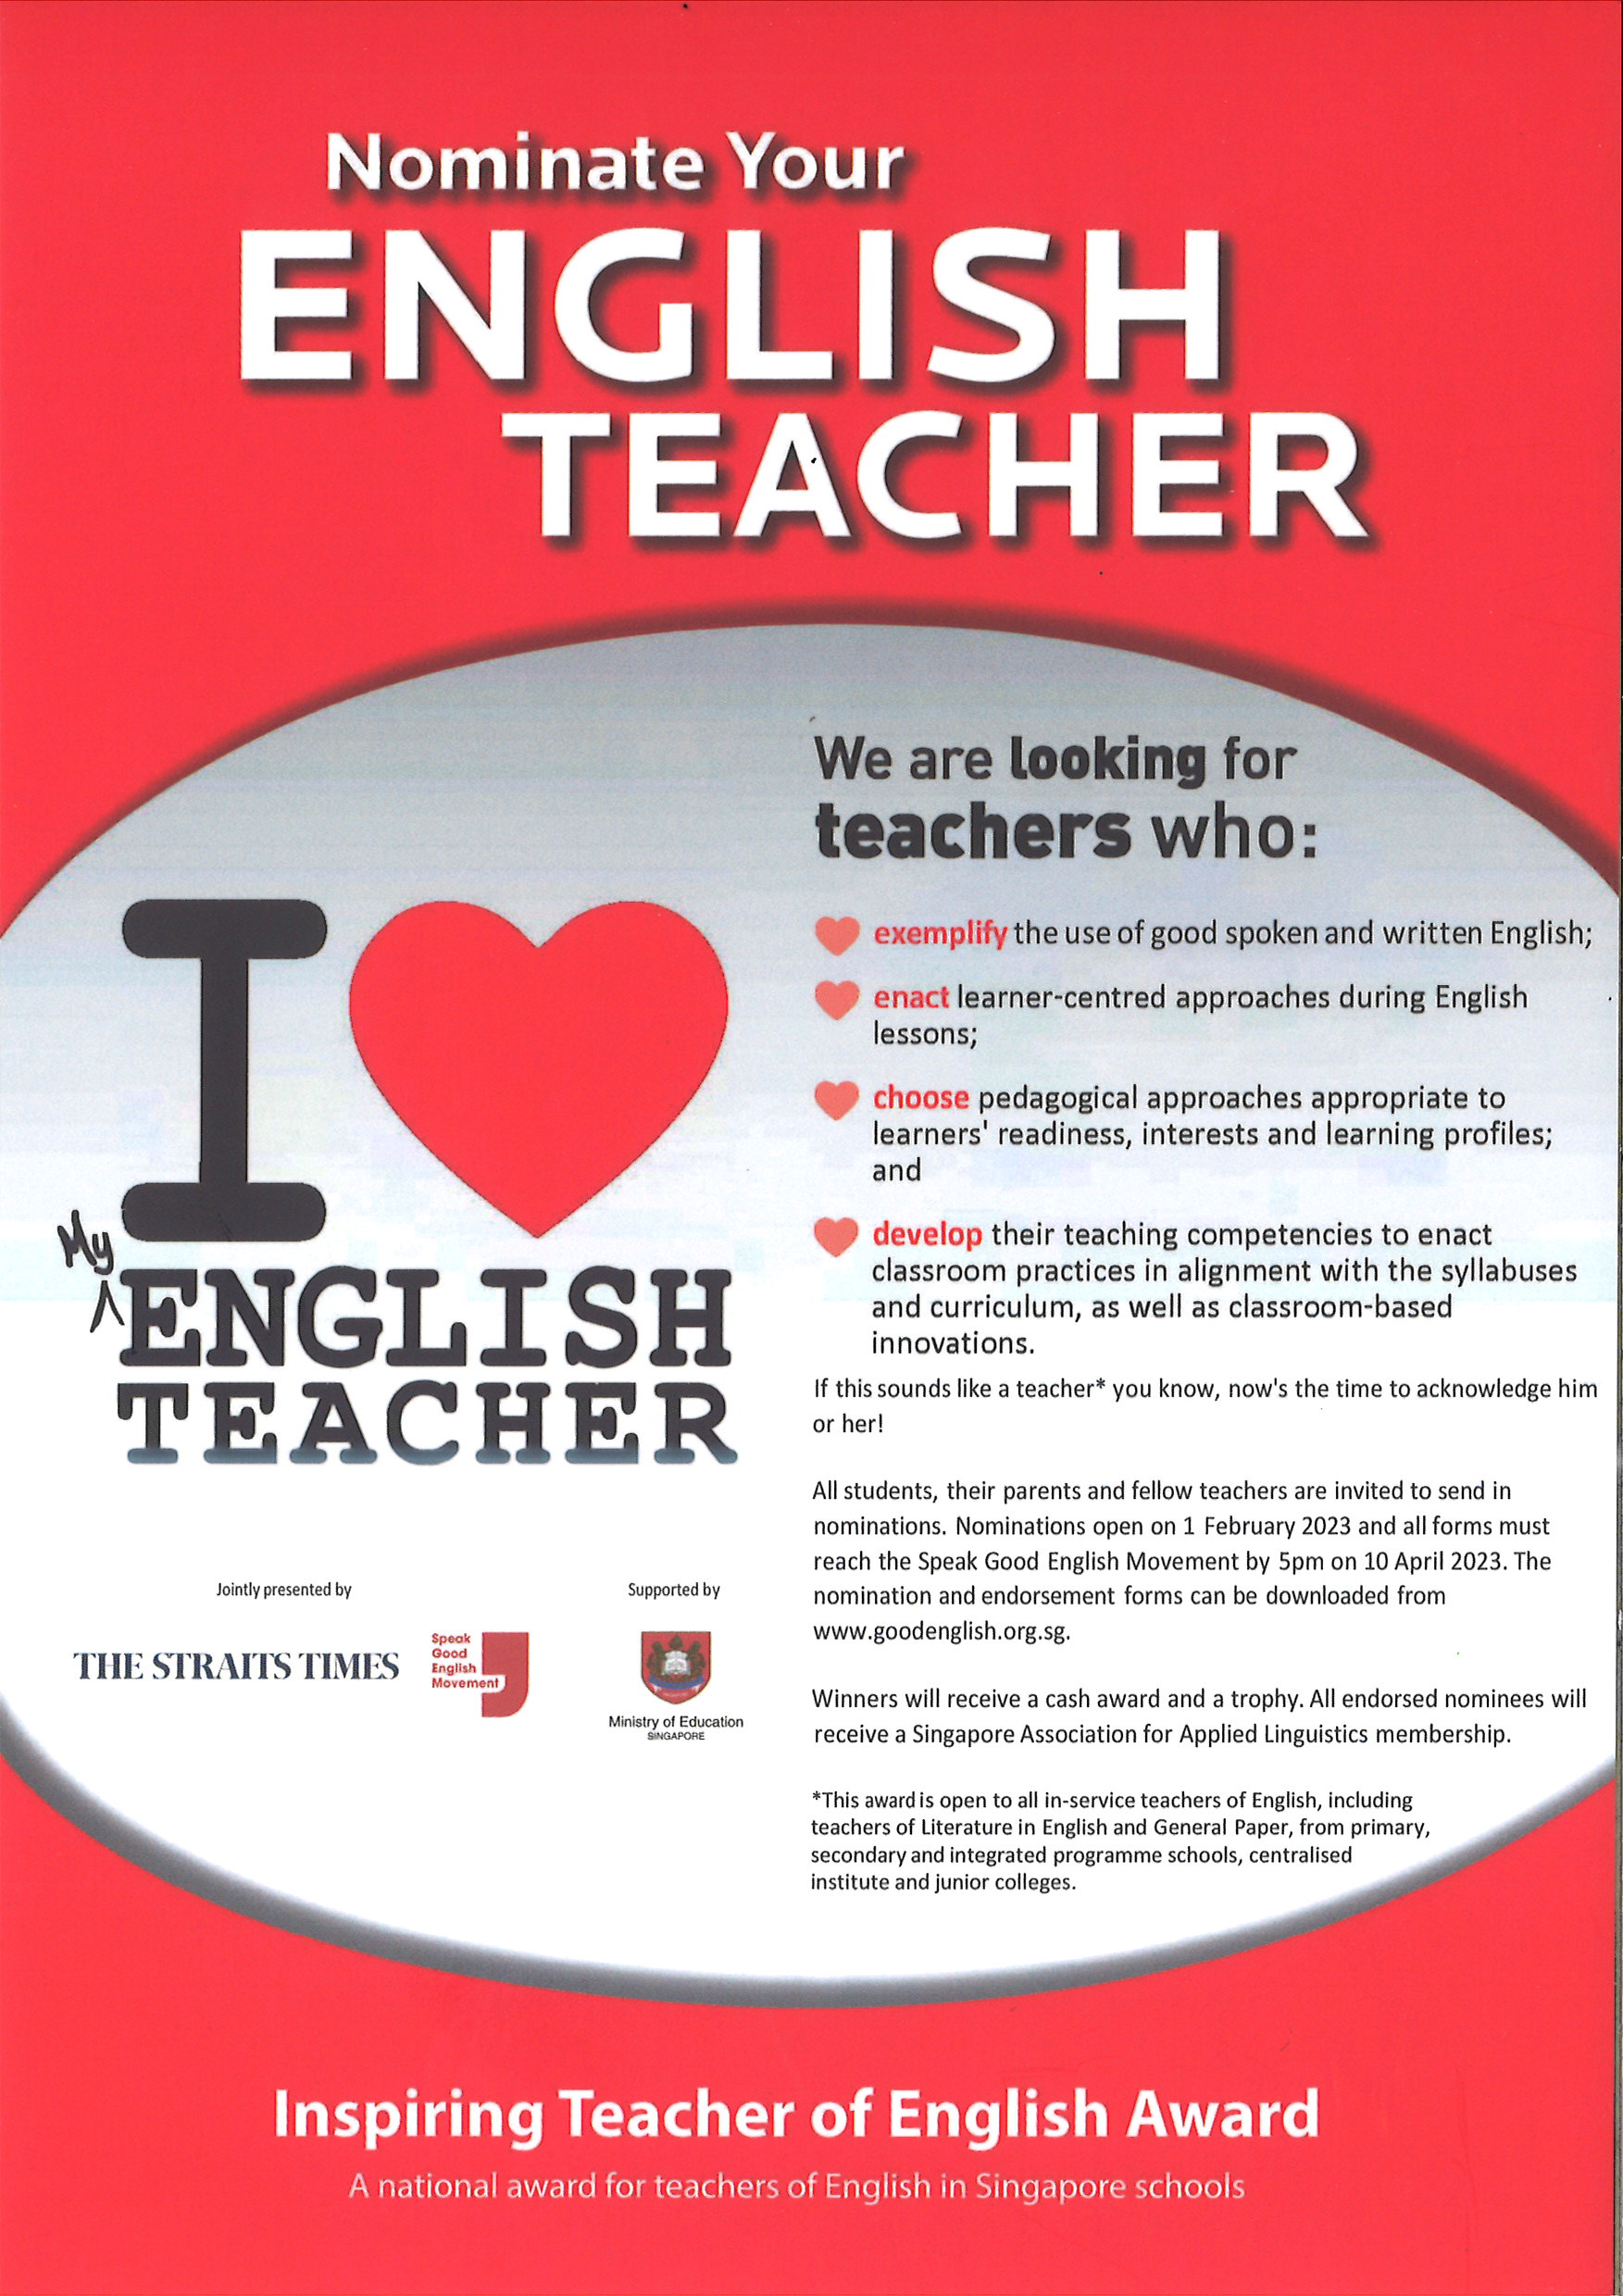 Nominate Your
ENGLISH
TEACHER
We are looking for
teachers who:
exemplify the use of good spoken and written English;
enact learner-centred approaches during English
lessons;
choose pedagogical approaches appropriate to
learners' readiness, interests and learning profiles;
and
develop their teaching competencies to enact
classroom practices in alignment with the syllabuses
and curriculum, as well as classroom-based
innovations.
I
My
ENGLISH
TEACHER
If this sounds like a teacher* you know, now's the time to acknowledge him
or her!
All students, their parents and fellow teachers are invited to send in
nominations. Nominations open on 1 February 2023 and all forms must
reach the Speak Good English Movement by 5pm on 10 April 2023. The
nomination and endorsement forms can be downloaded from
www.goodenglish.org.sg.
Winners will receive a cash award and a trophy. All endorsed nominees will
receive a Singapore Association for Applied Linguistics membership.
*This award is open to all in-service teachers of English, including
teachers of Literature in English and General Paper, from primary,
secondary and integrated programme schools, centralised
institute and junior colleges.
Jointly presented by
THE STRAITS TIMES
Speak
Good
English
Movement
Supported by
Ministry of Education
SINGAPORE
Inspiring Teacher of English Award
A national award for teachers of English in Singapore schools